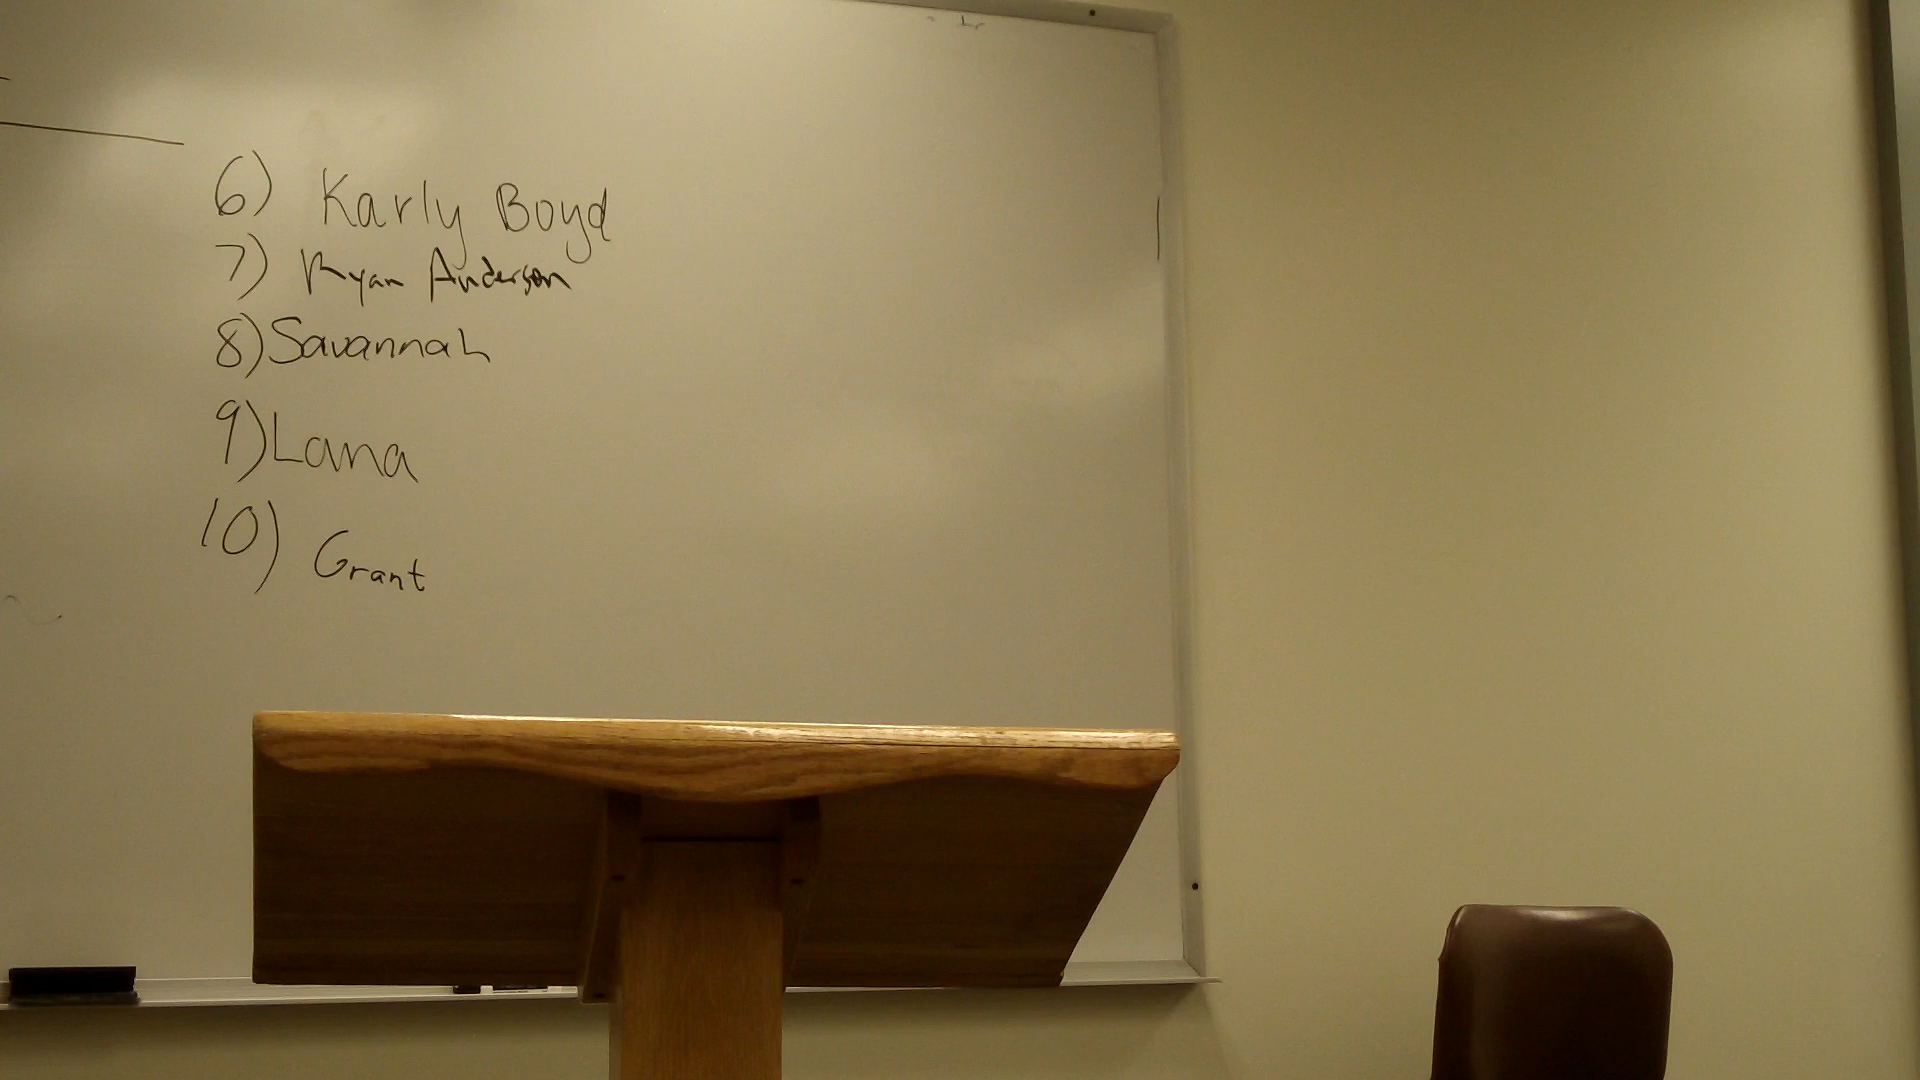 6) Karly Boyd
7) Ryan Anderson
8) Savannah
9) Lana
10) Grant